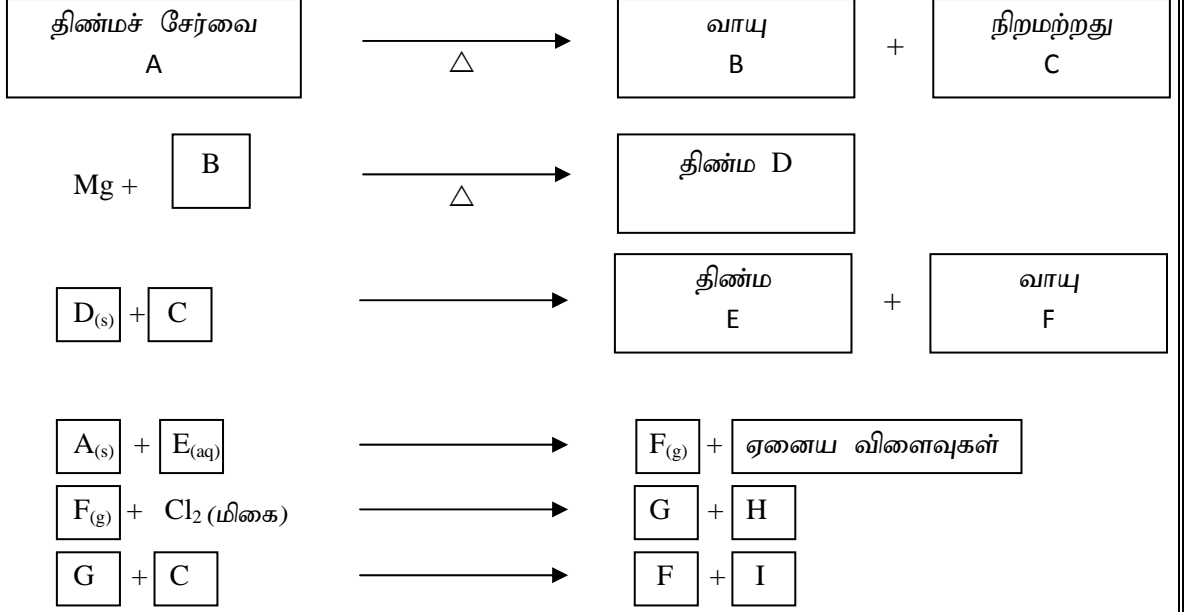 திண்மச் சேர்வை வாயு நிறமற்றது
A △ B + C
Mg + B △ திண்ம D
திண்ம வாயு
D(s) + C E + F
A(s) + E(aq) F(g) + ஏனைய விளைவுகள்
F(g) + Cl₂ (மிகை) G + H
G + C F + I